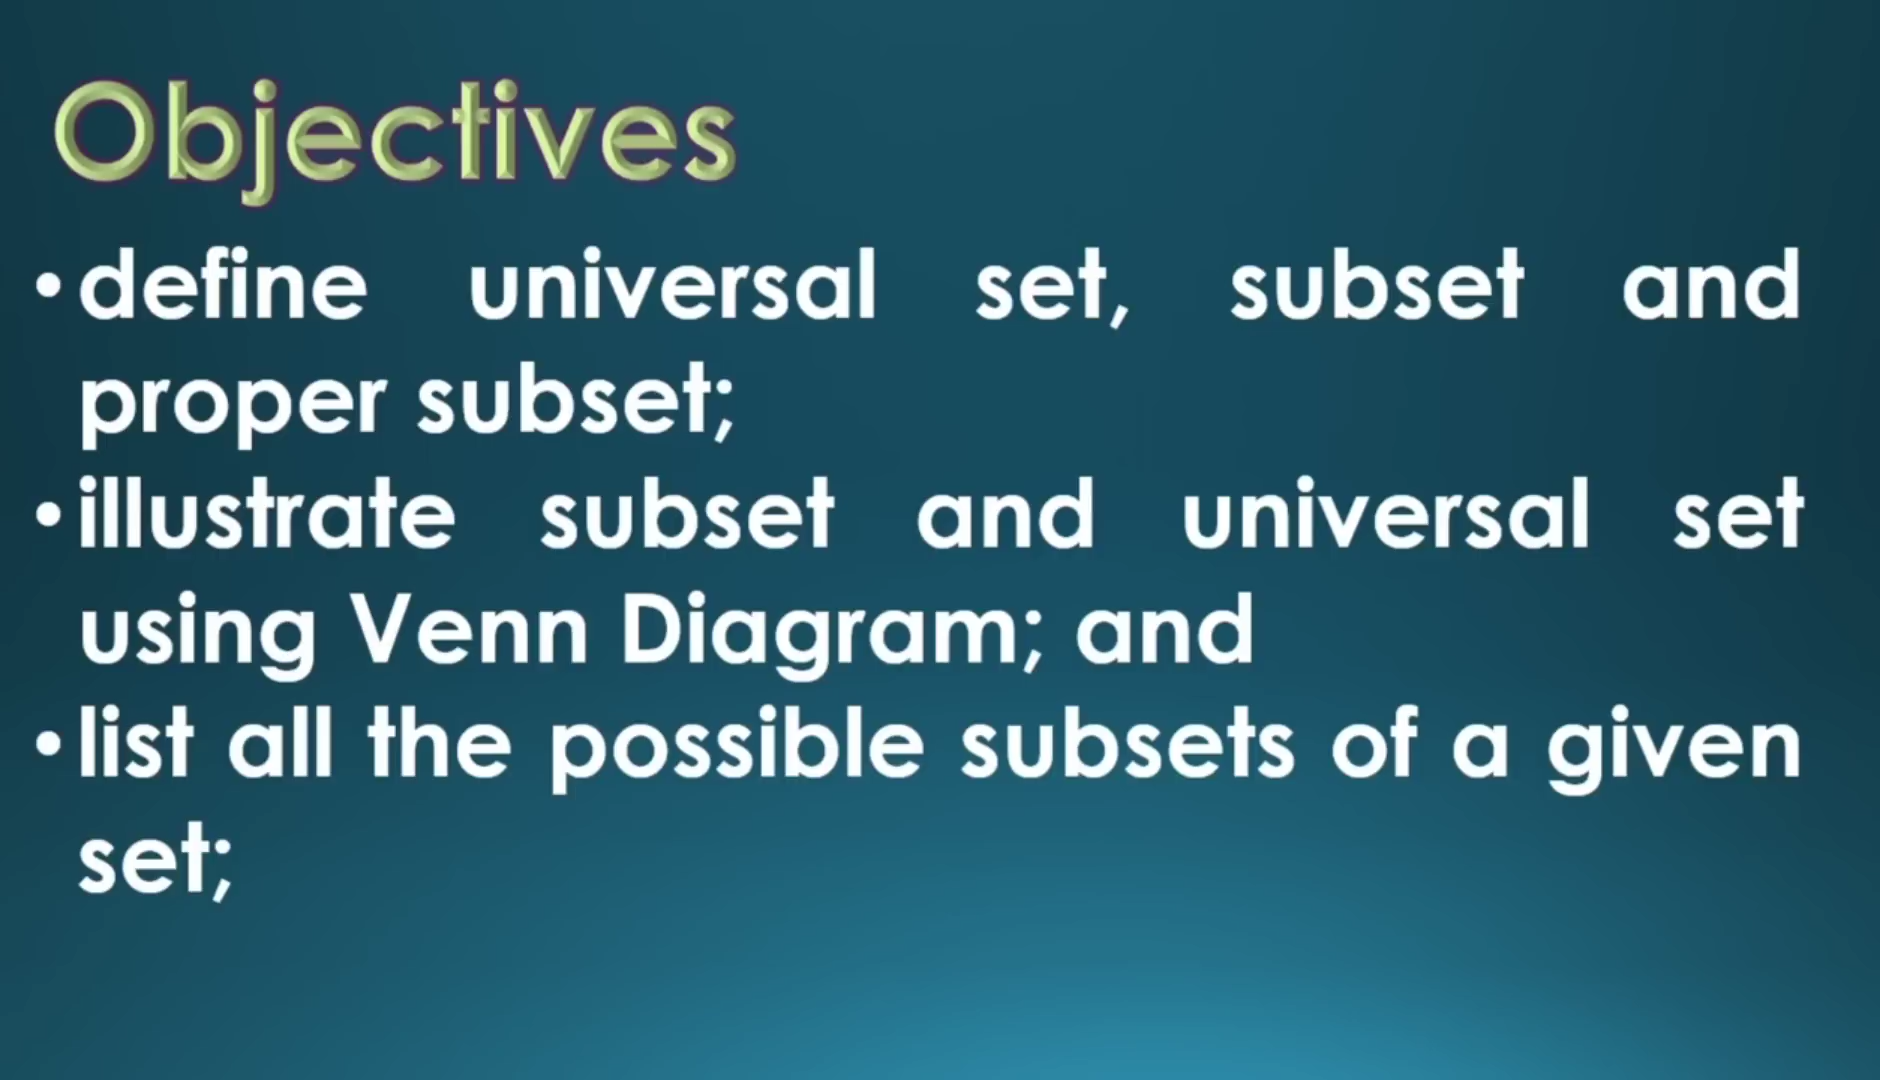 Objectives
• define universal set, subset and
proper subset;
• illustrate subset and universal set
using Venn Diagram; and
• list all the possible subsets of a given
set;